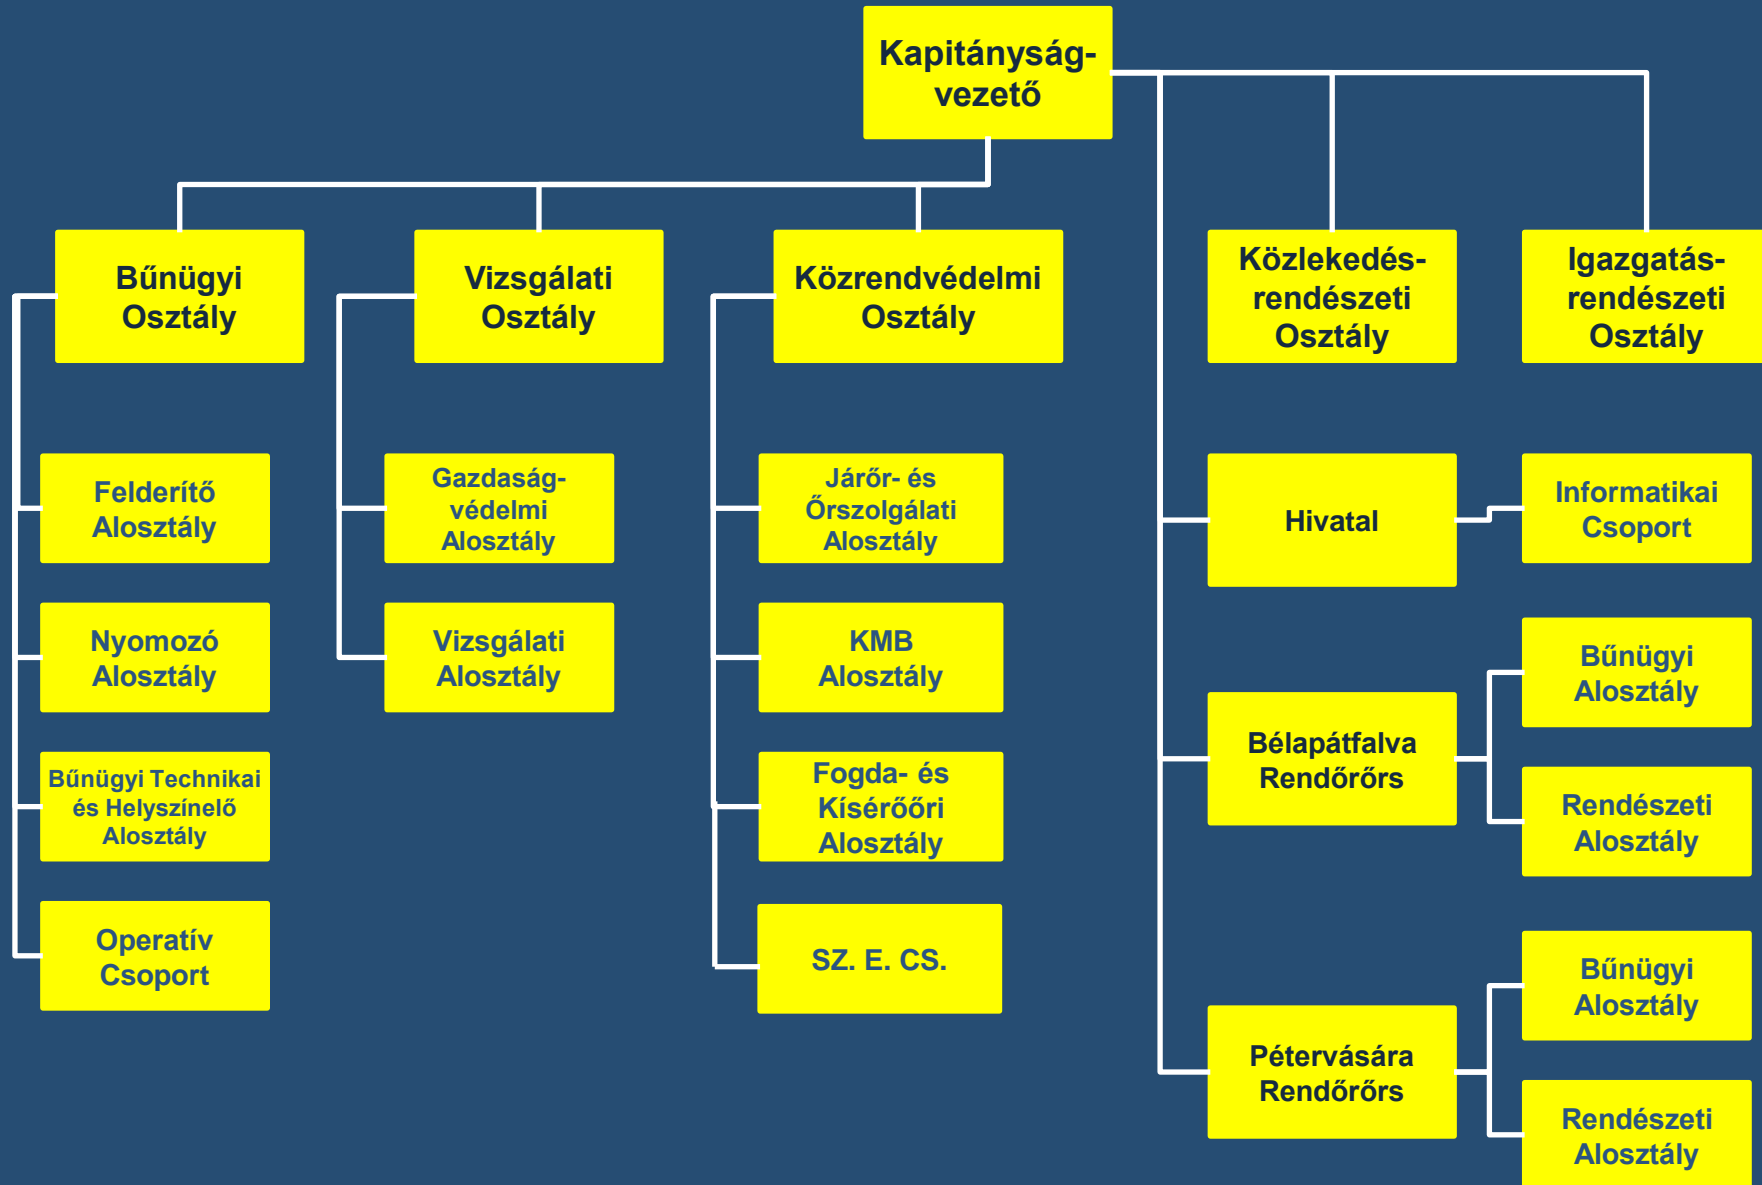 Kapitányság-
vezető
Bűnügyi
Osztály
Vizsgálati
Osztály
Közrendvédelmi
Osztály
Közlekedés-
rendészeti
Osztály
Igazgatás-
rendészeti
Osztály
Felderítő
Alosztály
Nyomozó
Alosztály
Bűnügyi Technikai
és Helyszínelő
Alosztály
Operatív
Csoport
Gazdaság-
védelmi
Alosztály
Vizsgálati
Alosztály
Járőr- és
Őrszolgálati
Alosztály
KMB
Alosztály
Fogda- és
Kísérőőri
Alosztály
SZ. E. CS.
Hivatal
Informatikai
Csoport
Bélapátfalva
Rendőrőrs
Bűnügyi
Alosztály
Rendészeti
Alosztály
Pétervására
Rendőrőrs
Bűnügyi
Alosztály
Rendészeti
Alosztály